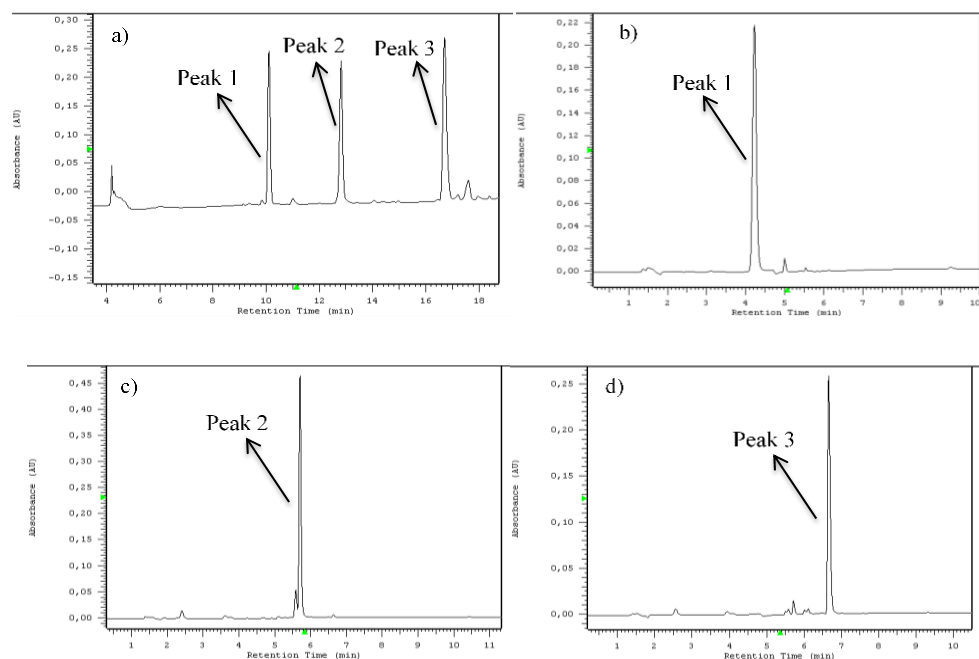 a)
Peak 1
Peak 2
Peak 3
0,30
0,25
0,20
0,15
0,10
0,05
0,00
-0,05
-0,10
-0,15
Absorbance (AU)
4 6 8 10 12 14 16 18
Retention Time (min)
b)
Peak 1
0,22
0,20
0,18
0,16
0,14
0,12
0,10
0,08
0,06
0,04
0,02
0,00
Absorbance (AU)
1 2 3 4 5 6 7 8 9 10
Retention Time (min)
c)
Peak 2
0,45
0,40
0,35
0,30
0,25
0,20
0,15
0,10
0,05
0,00
Absorbance (AU)
1 2 3 4 5 6 7 8 9 10 11
Retention Time (min)
d)
Peak 3
0,25
0,20
0,15
0,10
0,05
0,00
Absorbance (AU)
1 2 3 4 5 6 7 8 9 10
Retention Time (min)